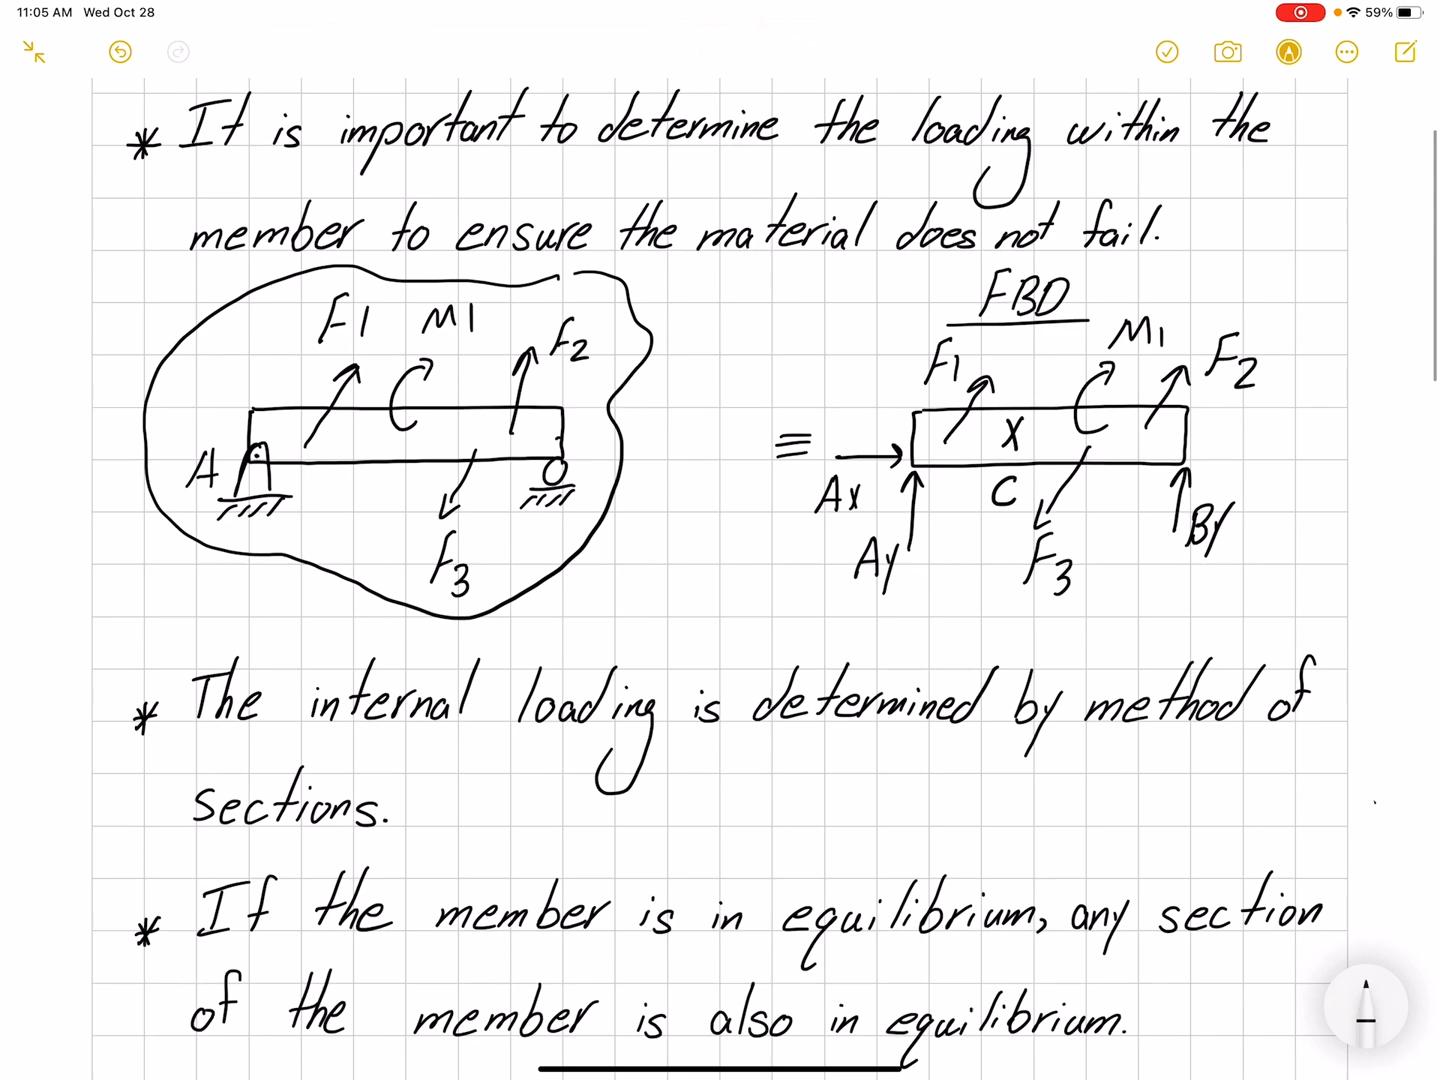 11:05 AM Wed Oct 28
59%
* It is important to determine the loading within the
member to ensure the material does not fail.
FBD
F1 M1 F2
F1 M1 F2
A
X
Ax C By
Ay
F3 F3
* The internal loading is determined by method of
sections.
* If the member is in equilibrium, any section
of the member is also in equilibrium.